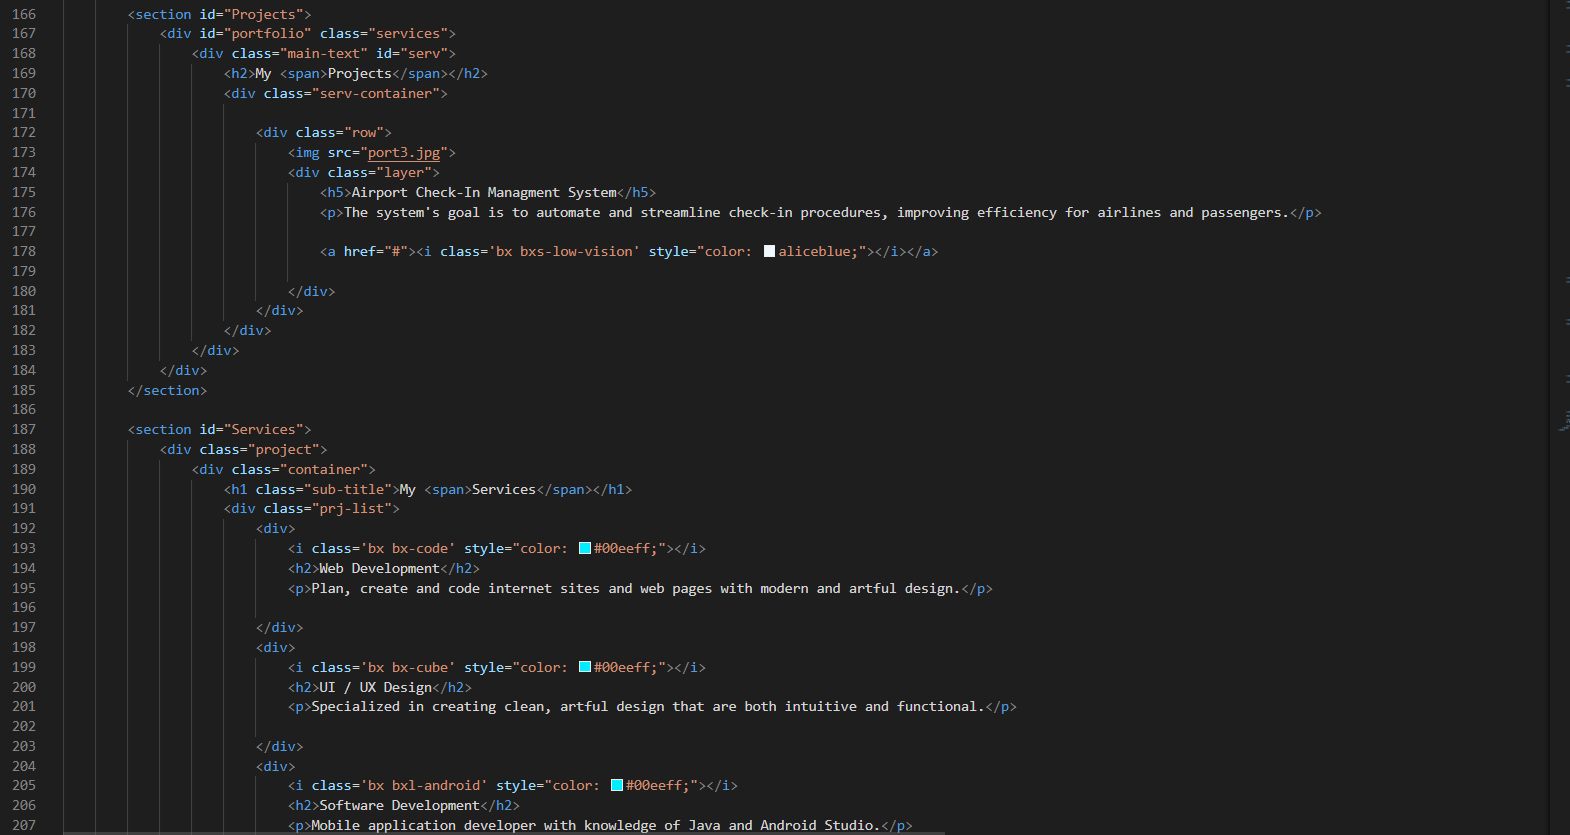 166 <section id="Projects">
167 <div id="portfolio" class="services">
168 <div class="main-text" id="serv">
169 <h2>My <span>Projects</span></h2>
170 <div class="serv-container">
171
172 <div class="row">
173 <img src="port3.jpg">
174 <div class="layer">
175 <h5>Airport Check-In Managment System</h5>
176 <p>The system's goal is to automate and streamline check-in procedures, improving efficiency for airlines and passengers.</p>
177
178 <a href="#"><i class='bx bxs-low-vision' style="color: aliceblue;"></i></a>
179
180 </div>
181 </div>
182 </div>
183 </div>
184 </div>
185 </section>
186
187 <section id="Services">
188 <div class="project">
189 <div class="container">
190 <h1 class="sub-title">My <span>Services</span></h1>
191 <div class="prj-list">
192 <div>
193 <i class='bx bx-code' style="color: #00eeff;"></i>
194 <h2>Web Development</h2>
195 <p>Plan, create and code internet sites and web pages with modern and artful design.</p>
196
197 </div>
198 <div>
199 <i class='bx bx-cube' style="color: #00eeff;"></i>
200 <h2>UI / UX Design</h2>
201 <p>Specialized in creating clean, artful design that are both intuitive and functional.</p>
202
203 </div>
204 <div>
205 <i class='bx bxl-android' style="color: #00eeff;"></i>
206 <h2>Software Development</h2>
207 <p>Mobile application developer with knowledge of Java and Android Studio.</p>